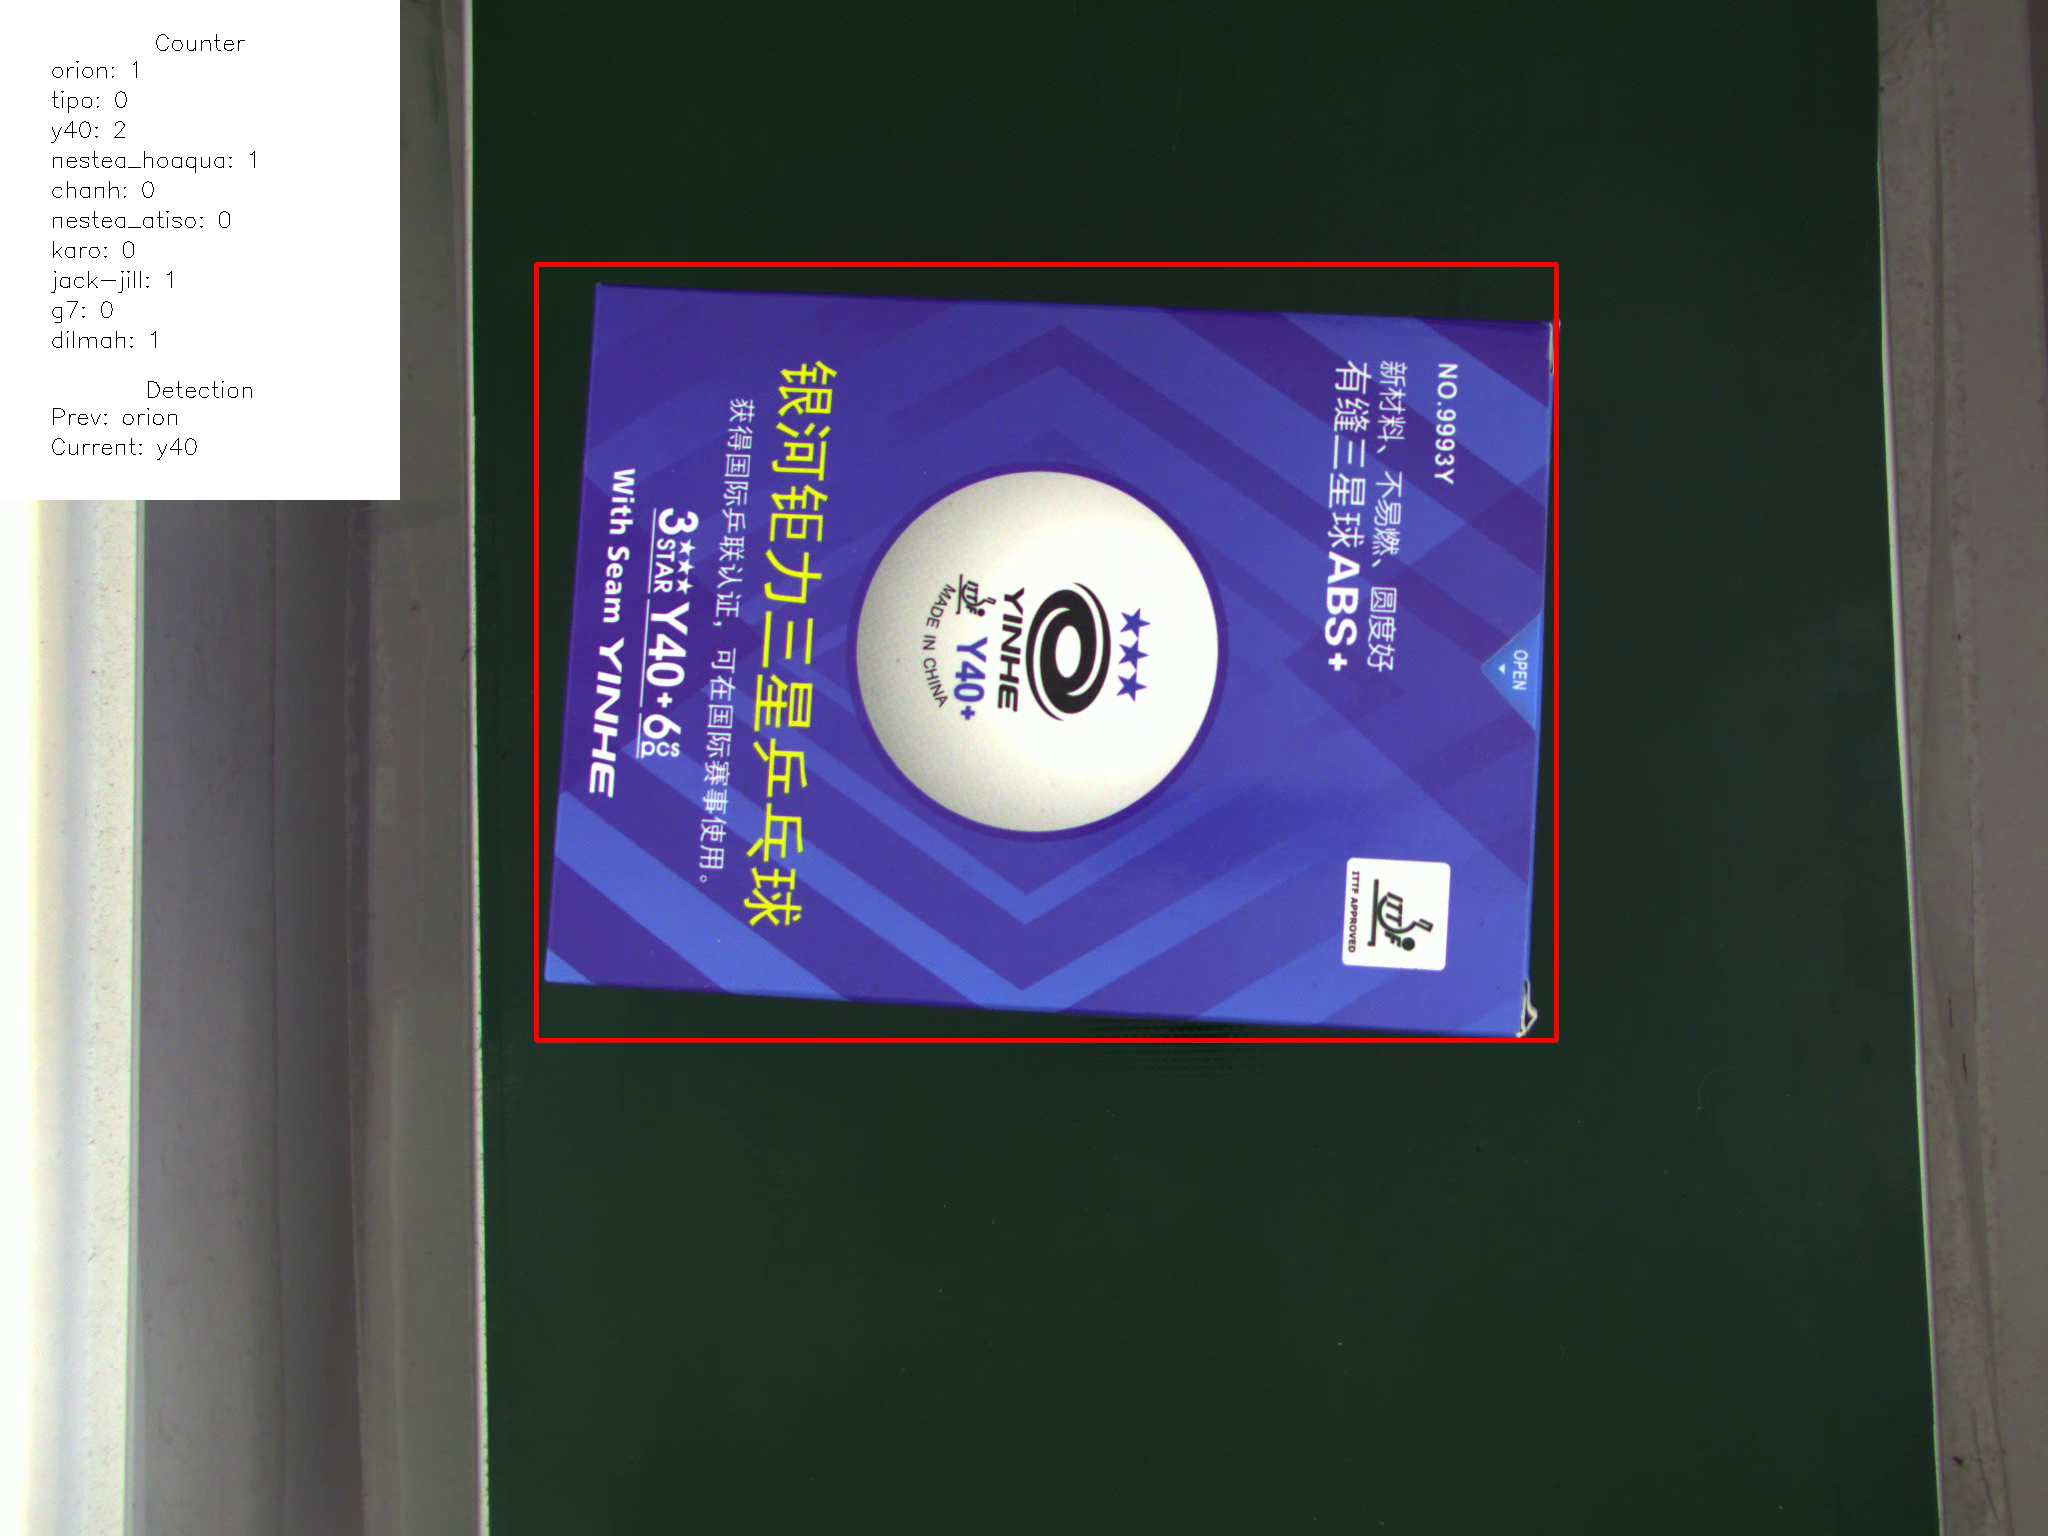 Counter
orion: 1
tipo: 0
y40: 2
nestea_hoaqua: 1
chanh: 0
nestea_atiso: 0
karo: 0
jack-jill: 1
g7: 0
dilmah: 1
Detection
Prev: orion
Current: y40
NO.9993Y
新材料、不易燃、圆度好
有缝三星球ABS+
OPEN
ITTF
ITTF APPROVED
YINHE
ITTF Y40+
MADE IN CHINA
银河钜力三星乒乓球
获得国际乒联认证，可在国际赛事使用。
3 STAR Y40+ 6 pcs
With Seam YINHE